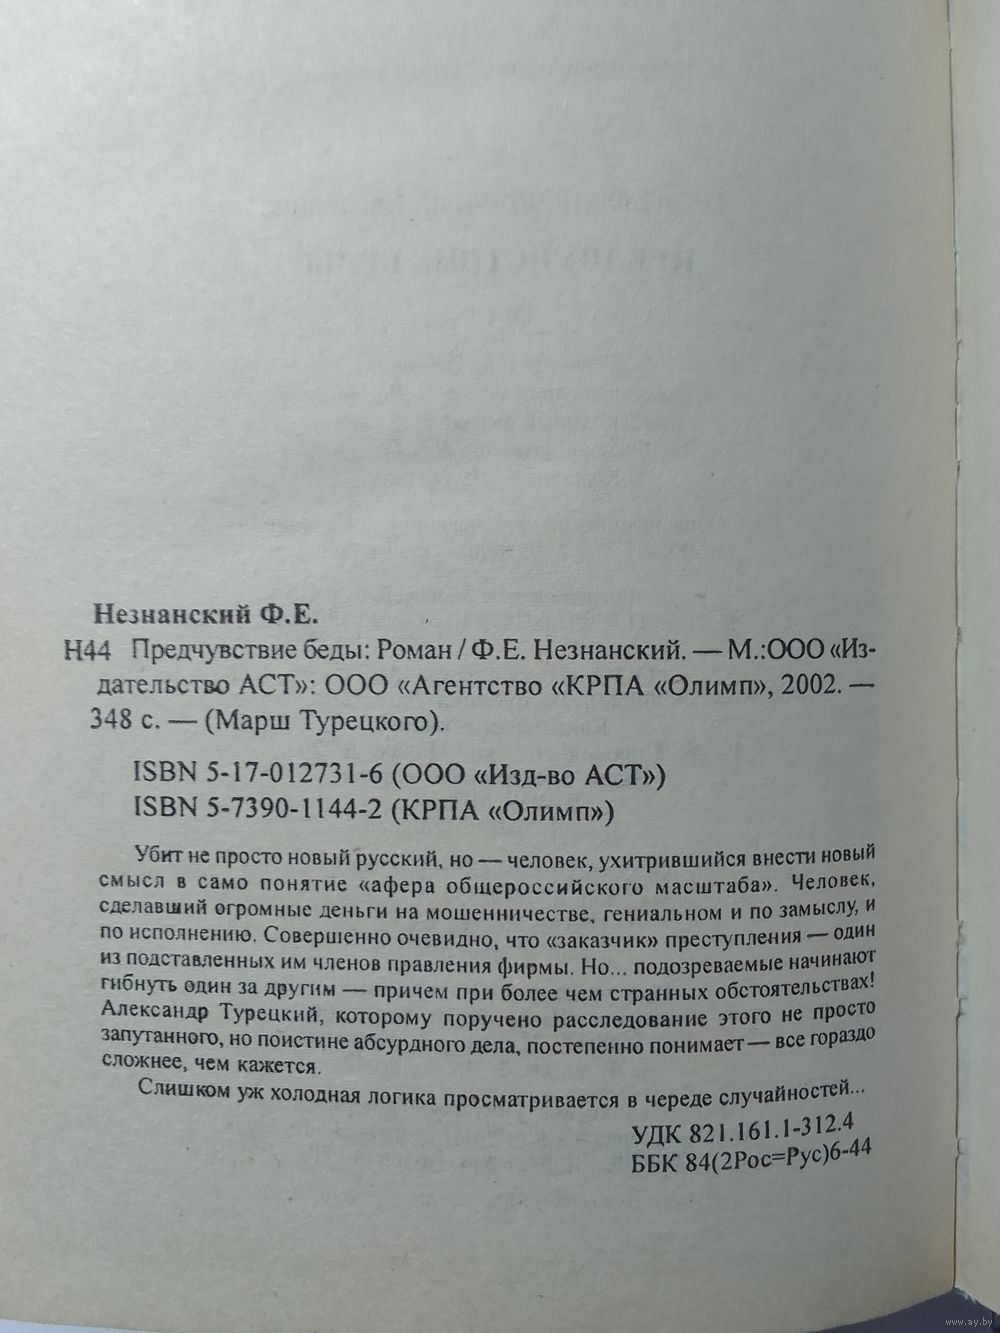 Незнанский Ф.Е.
Н44 Предчувствие беды: Роман / Ф.Е. Незнанский. — М.:ООО «Из-
дательство АСТ»: ООО «Агентство «КРПА «Олимп», 2002. —
348 с. — (Марш Турецкого).
ISBN 5-17-012731-6 (ООО «Изд-во АСТ»)
ISBN 5-7390-1144-2 (КРПА «Олимп»)
Убит не просто новый русский, но — человек, ухитрившийся внести новый
смысл в само понятие «афера общероссийского масштаба». Человек,
сделавший огромные деньги на мошенничестве, гениальном и по замыслу, и
по исполнению. Совершенно очевидно, что «заказчик» преступления — один
из подставленных им членов правления фирмы. Но... подозреваемые начинают
гибнуть один за другим — причем при более чем странных обстоятельствах!
Александр Турецкий, которому поручено расследование этого не просто
запутанного, но поистине абсурдного дела, постепенно понимает — все гораздо
сложнее, чем кажется.
Слишком уж холодная логика просматривается в череде случайностей...
УДК 821.161.1-312.4
ББК 84(2Рос=Рус)6-44
www.ay.by